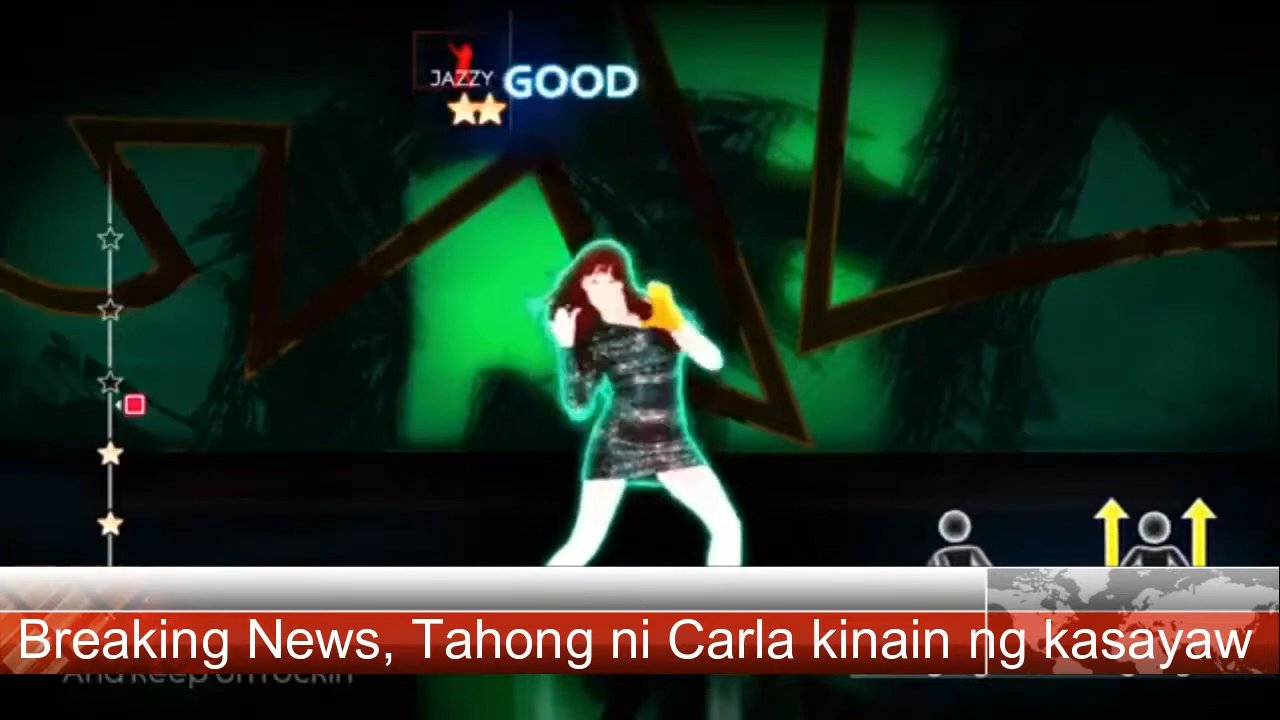 JAZZY
GOOD
Breaking News, Tahong ni Carla kinain ng kasayaw
And keep on rockin'